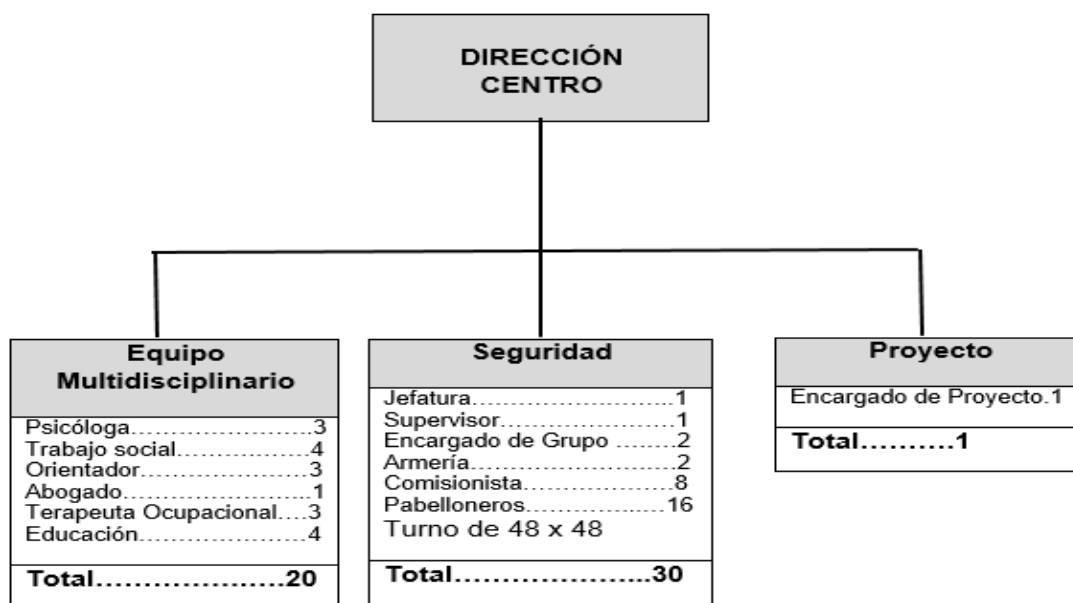 DIRECCIÓN
CENTRO
Equipo
Multidisciplinario
Psicóloga.......................3
Trabajo social.................4
Orientador......................3
Abogado.........................1
Terapeuta Ocupacional....3
Educación......................4
Total.......................20
Seguridad
Jefatura............................1
Supervisor........................1
Encargado de Grupo ........2
Armería............................2
Comisionista.....................8
Pabelloneros...................16
Turno de 48 x 48
Total.......................30
Proyecto
Encargado de Proyecto.1
Total..........1